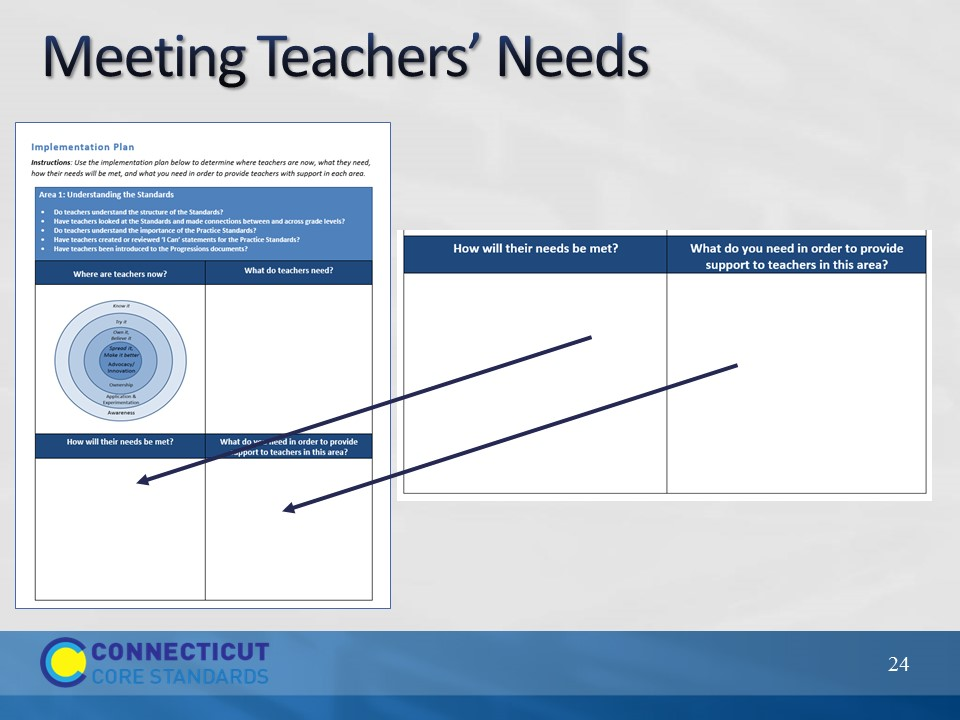 Meeting Teachers’ Needs
Implementation Plan
Instructions: Use the implementation plan below to determine where teachers are now, what they need,
how their needs will be met, and what you need in order to provide teachers with support in each area.
Area 1: Understanding the Standards
• Do teachers understand the structure of the Standards?
• Have teachers looked at the Standards and made connections between and across grade levels?
• Do teachers understand the importance of the Practice Standards?
• Have teachers created or reviewed ‘I Can’ statements for the Practice Standards?
• Have teachers been introduced to the Progressions documents?
Where are teachers now?
What do teachers need?
Know it
Try it
Own it,
Believe it
Spread it,
Make it better
Advocacy/
Innovation
Ownership
Application &
Experimentation
Awareness
How will their needs be met?
What do you need in order to provide
support to teachers in this area?
How will their needs be met?
What do you need in order to provide
support to teachers in this area?
CONNECTICUT
CORE STANDARDS
24